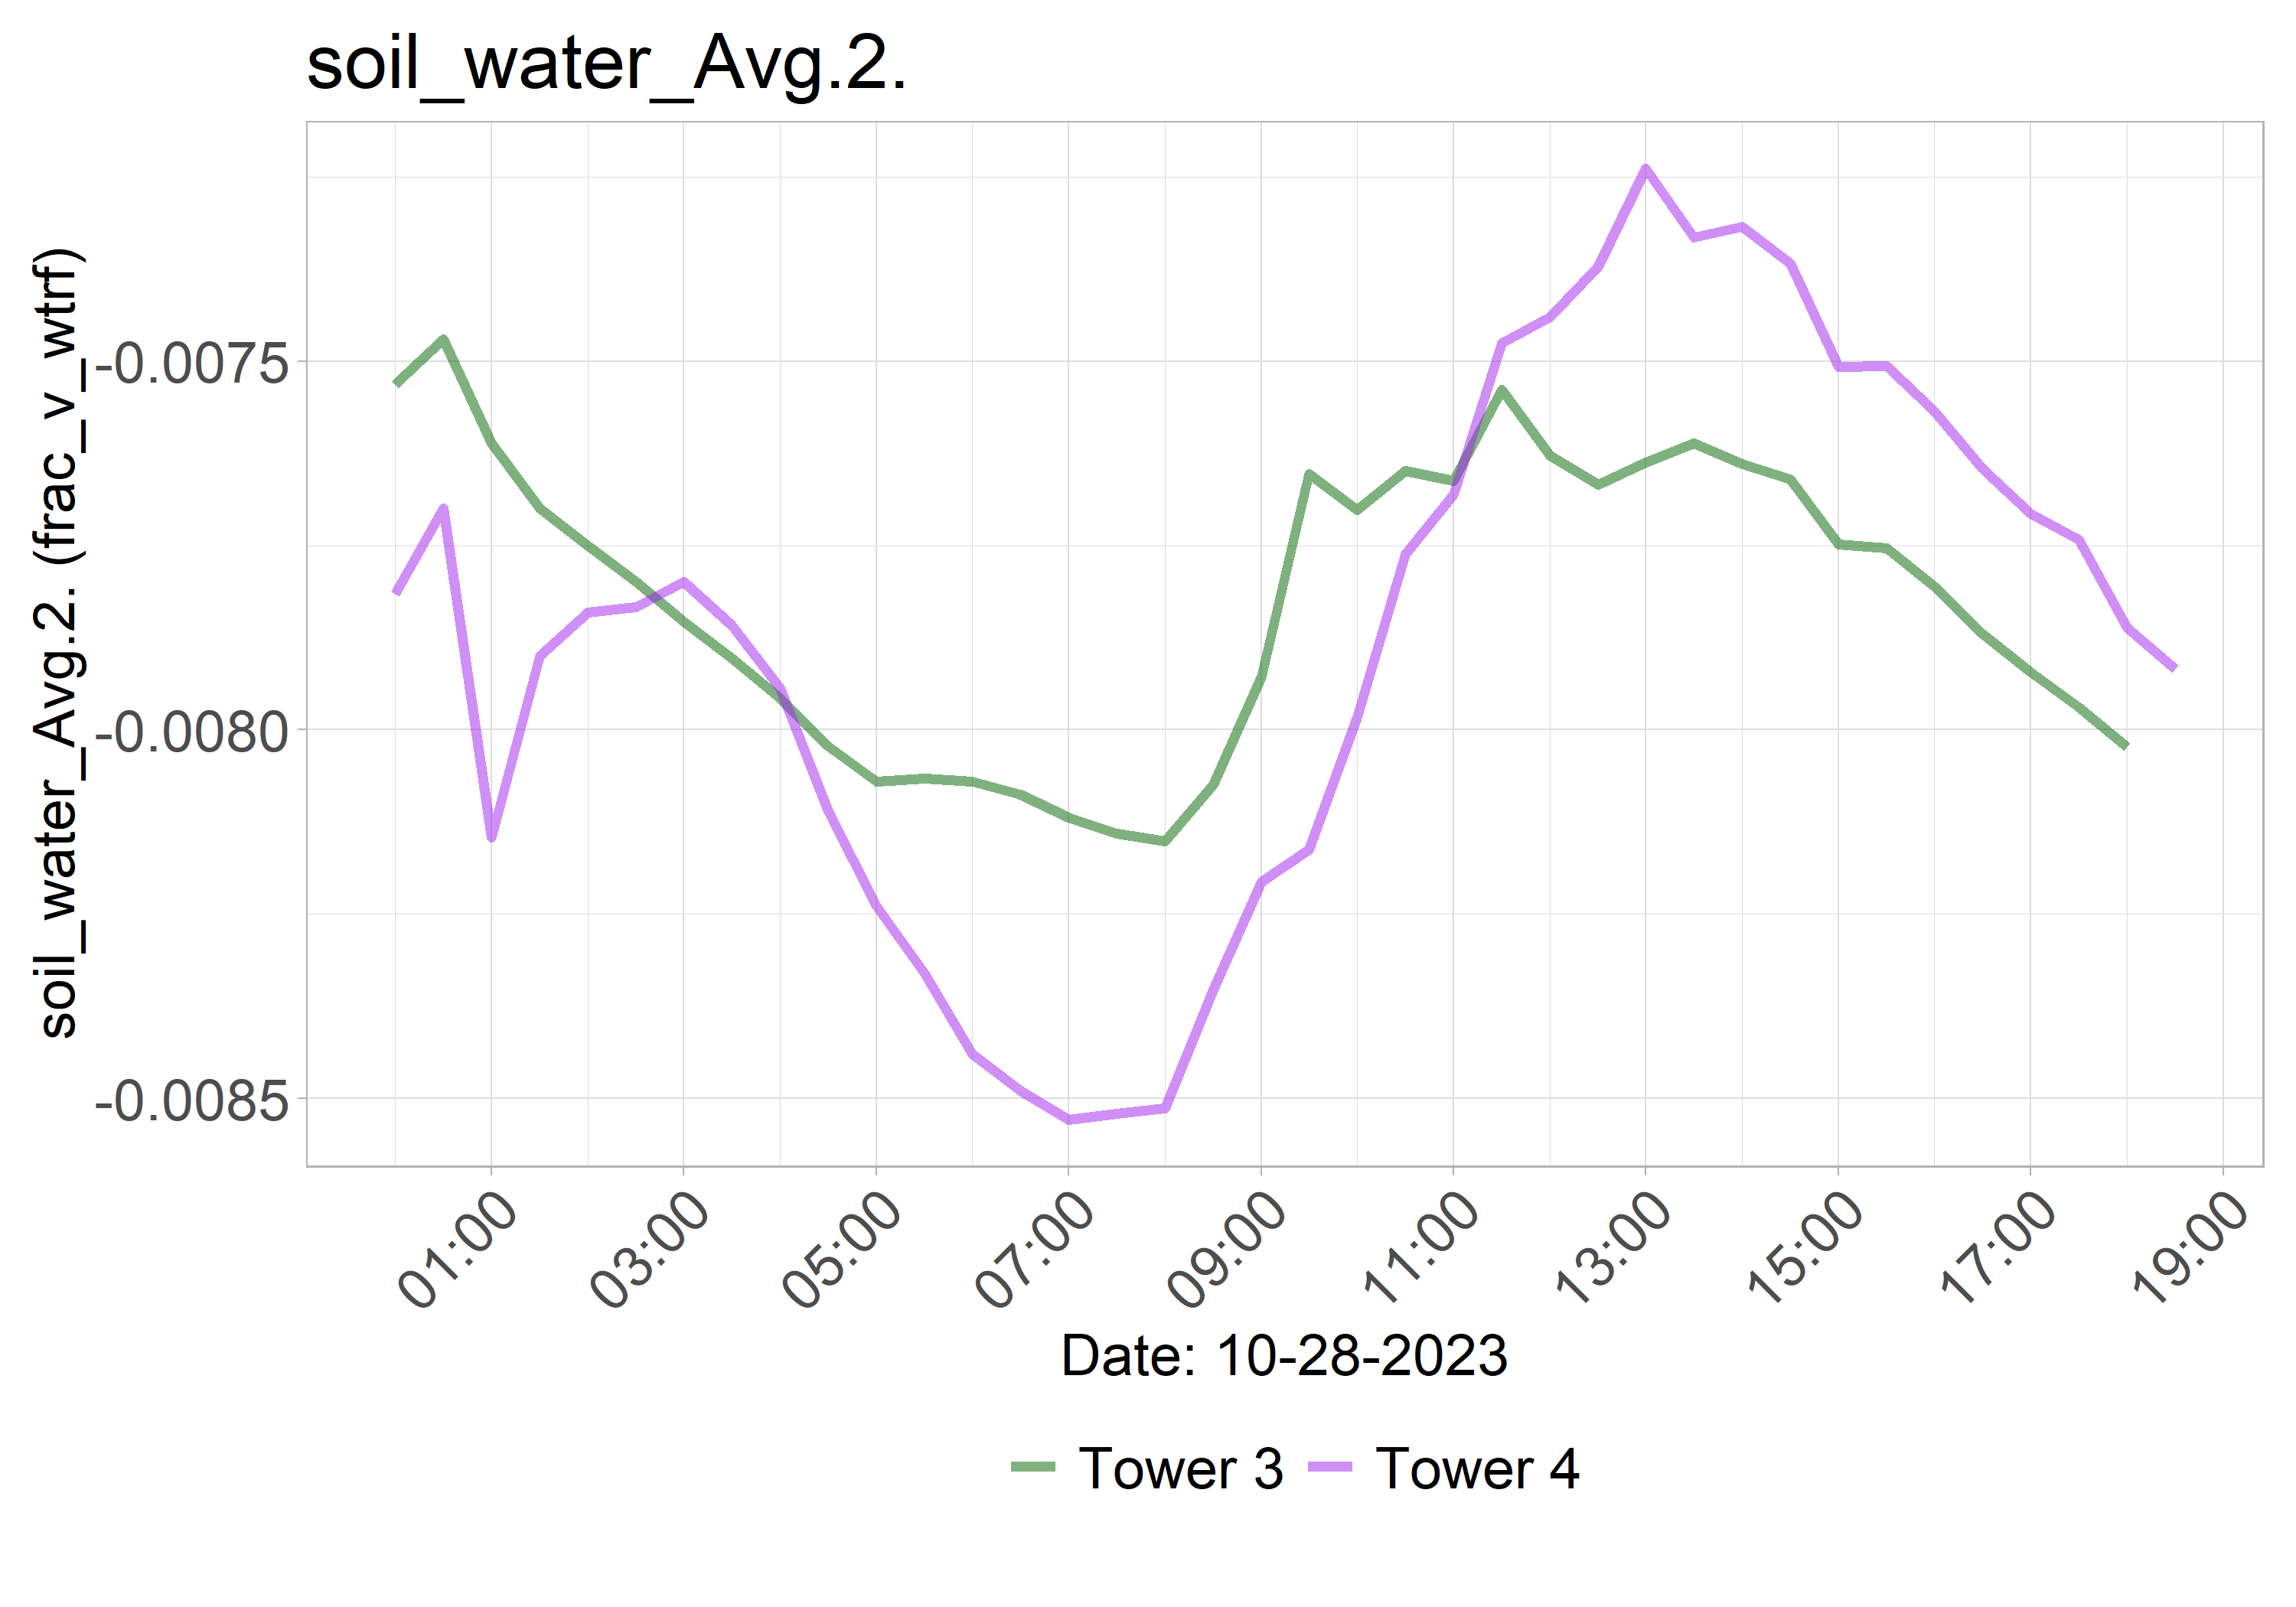 soil_water_Avg.2.
soil_water_Avg.2. (frac_v_wtrf)
-0.0075
-0.0080
-0.0085
01:00
03:00
05:00
07:00
09:00
11:00
13:00
15:00
17:00
19:00
Date: 10-28-2023
Tower 3
Tower 4